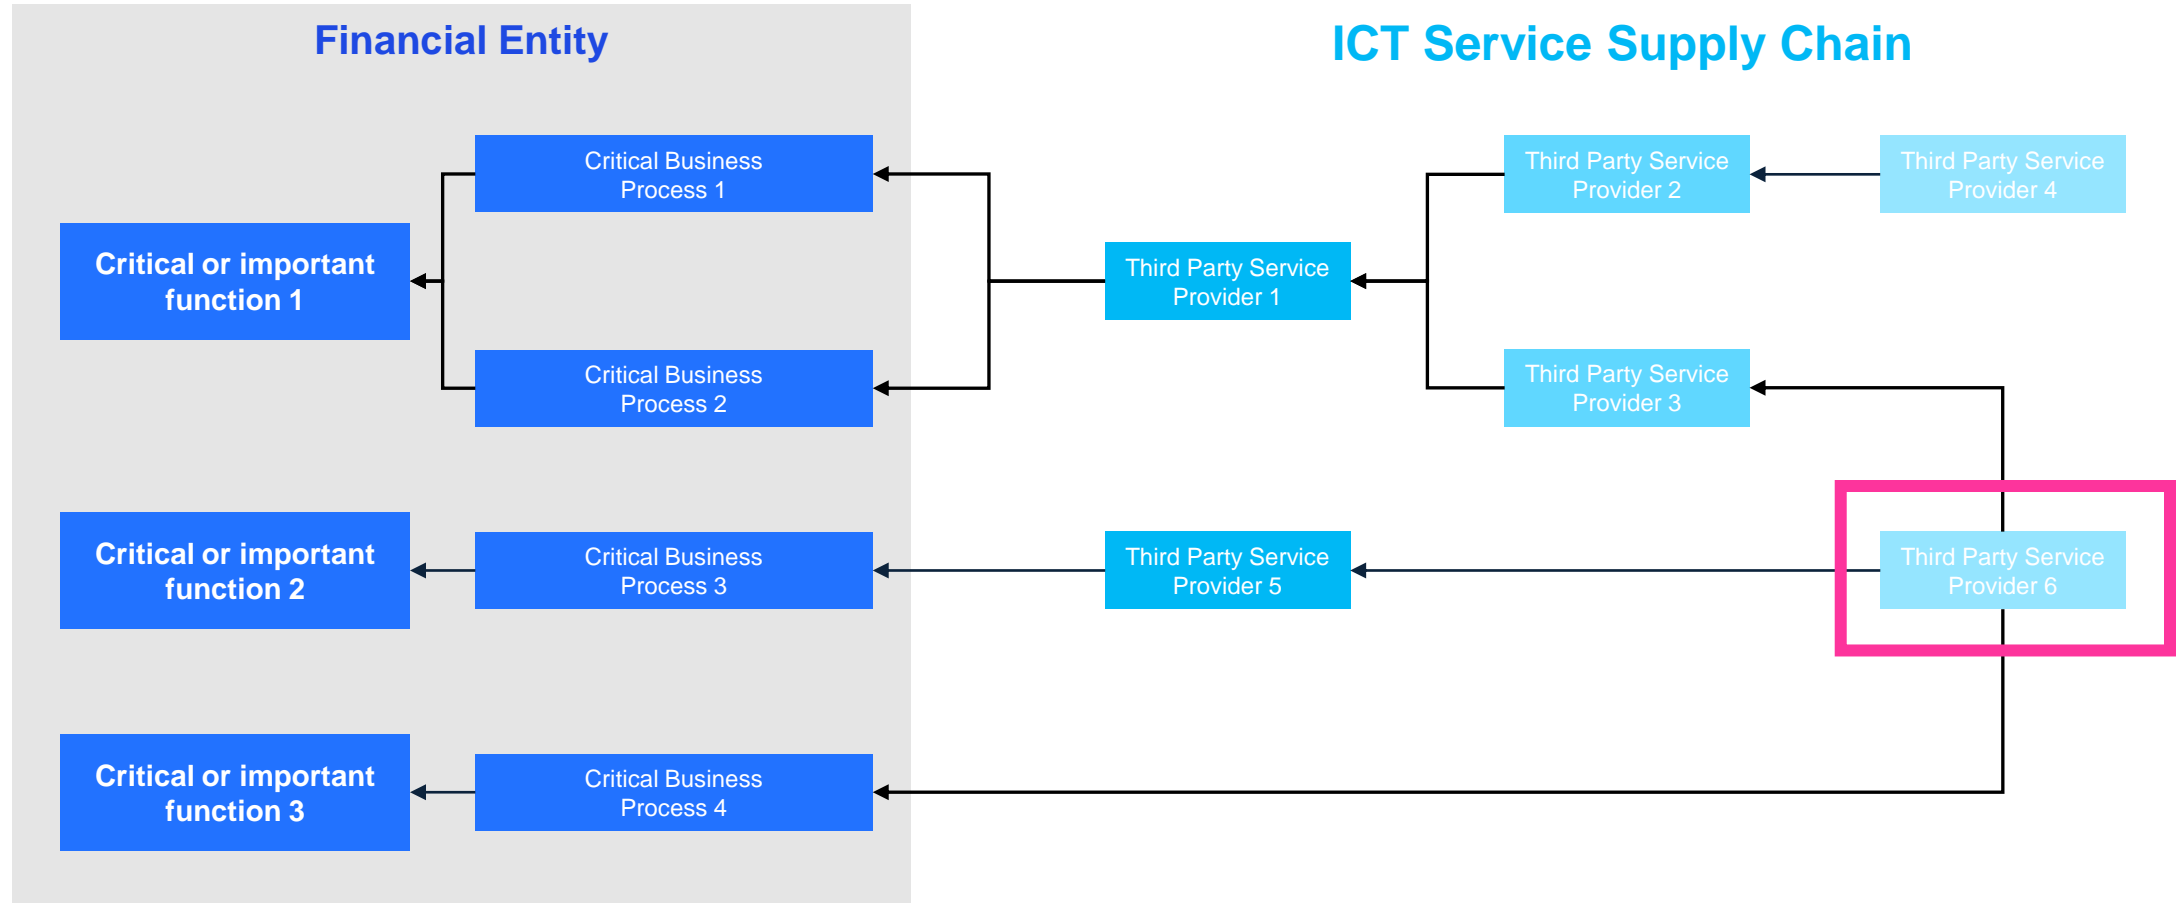 Financial Entity
ICT Service Supply Chain
Critical Business
Process 1
Third Party Service
Provider 2
Third Party Service
Provider 4
Critical or important
function 1
Third Party Service
Provider 1
Critical Business
Process 2
Third Party Service
Provider 3
Critical or important
function 2
Critical Business
Process 3
Third Party Service
Provider 5
Third Party Service
Provider 6
Critical or important
function 3
Critical Business
Process 4